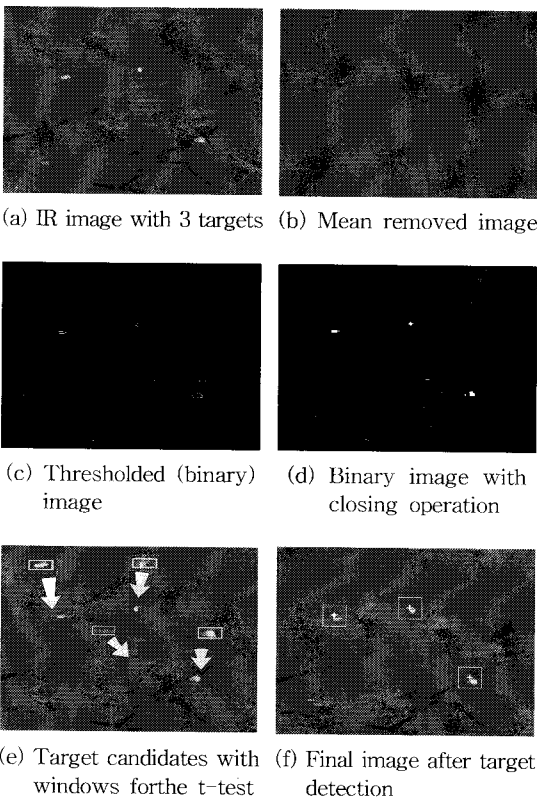 (a) IR image with 3 targets
(b) Mean removed image
(c) Thresholded (binary)
image
(d) Binary image with
closing operation
(e) Target candidates with
windows forthe t-test
(f) Final image after target
detection